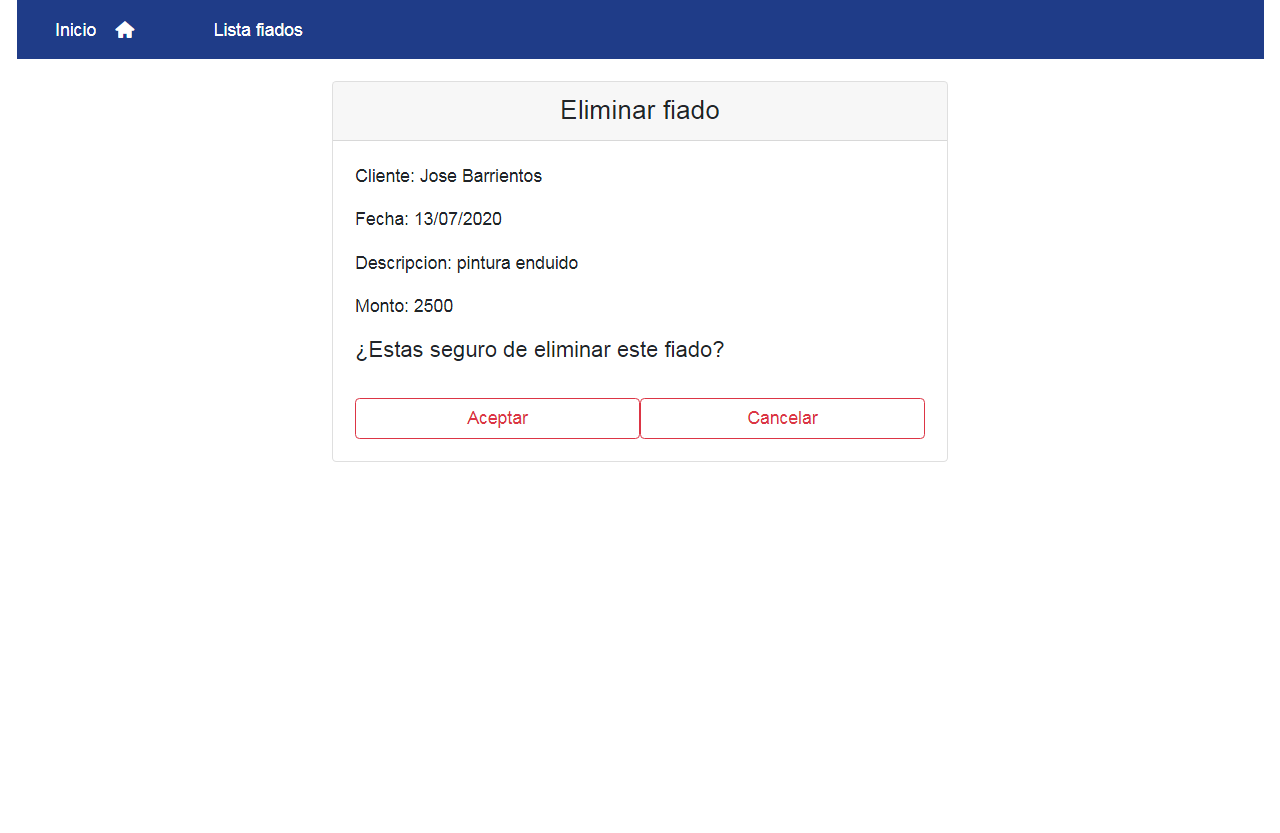 Inicio Lista fiados
Eliminar fiado
Cliente: Jose Barrientos
Fecha: 13/07/2020
Descripcion: pintura enduido
Monto: 2500
¿Estas seguro de eliminar este fiado?
Aceptar Cancelar